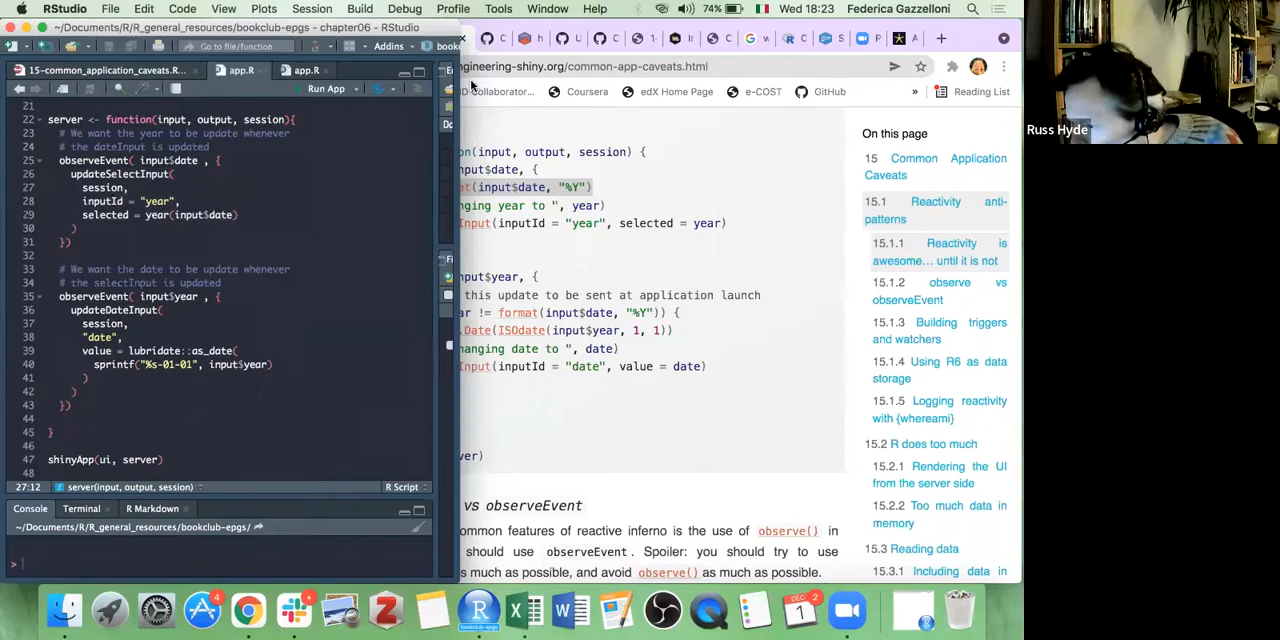 RStudio File Edit Code View Plots Session Build Debug Profile Tools Window Help 74% Wed 18:23 Federica Gazzelloni
~/Documents/R/R_general_resources/bookclub-epgs - chapter06 - RStudio
Go to file/function Addins
15-common_application_caveats.R... app.R app.R
Run App
21
22 server <- function(input, output, session){
23 # We want the year to be update whenever
24 # the dateInput is updated
25 observeEvent( input$date , {
26 updateSelectInput(
27 session,
28 inputId = "year",
29 selected = year(input$date)
30 )
31 })
32
33 # We want the date to be update whenever
34 # the selectInput is updated
35 observeEvent( input$year , {
36 updateDateInput(
37 session,
38 "date",
39 value = lubridate::as_date(
40 sprintf("%s-01-01", input$year)
41 )
42 )
43 })
44
45 }
46
47 shinyApp(ui, server)
48
27:12 server(input, output, session) R Script
Console Terminal R Markdown
~/Documents/R/R_general_resources/bookclub-epgs/
>
ngineering-shiny.org/common-app-caveats.html
Collaborator... Coursera edX Home Page e-COST GitHub » Reading List
on(input, output, session) {
nput$date, {
at(input$date, "%Y")
nging year to ", year)
Input(inputId = "year", selected = year)
nput$year, {
this update to be sent at application launch
ar != format(input$date, "%Y")) {
.Date(ISOdate(input$year, 1, 1))
hanging date to ", date)
Input(inputId = "date", value = date)
ver)
vs observeEvent
ommon features of reactive inferno is the use of observe() in
should use observeEvent. Spoiler: you should try to use
s much as possible, and avoid observe() as much as possible.
On this page
15 Common Application
Caveats
15.1 Reactivity anti-
patterns
15.1.1 Reactivity is
awesome... until it is not
15.1.2 observe vs
observeEvent
15.1.3 Building triggers
and watchers
15.1.4 Using R6 as data
storage
15.1.5 Logging reactivity
with {whereami}
15.2 R does too much
15.2.1 Rendering the UI
from the server side
15.2.2 Too much data in
memory
15.3 Reading data
15.3.1 Including data in
Russ Hyde